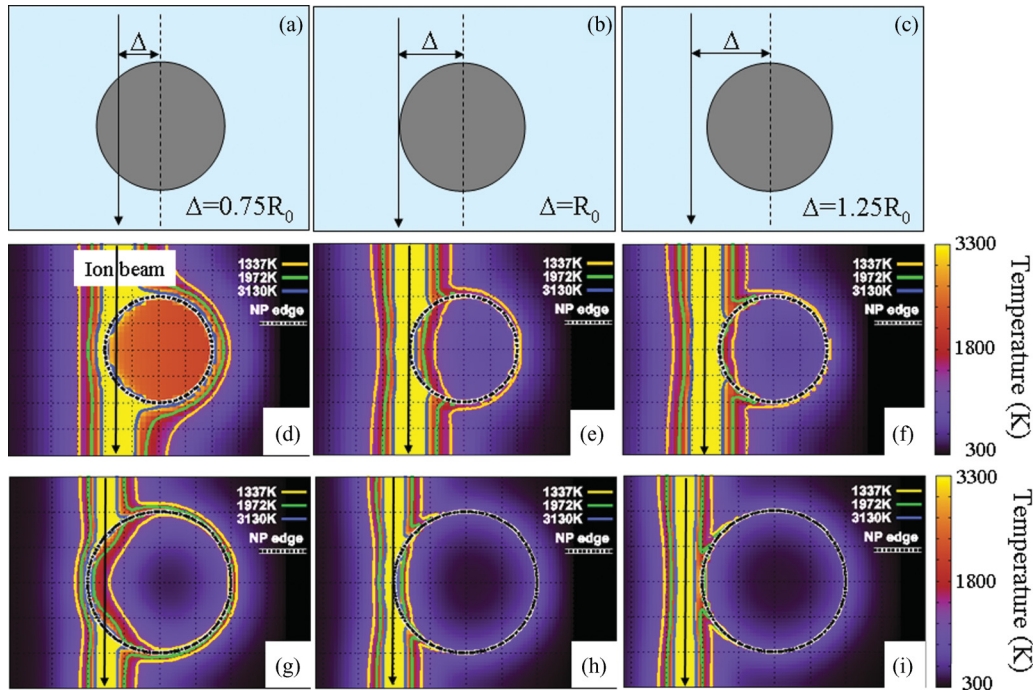 (a)
Δ
Δ=0.75R0
(b)
Δ
Δ=R0
(c)
Δ
Δ=1.25R0
Ion beam
1337K
1972K
3130K
NP edge
(d)
1337K
1972K
3130K
NP edge
(e)
1337K
1972K
3130K
NP edge
(f)
3300
1800
300
Temperature (K)
1337K
1972K
3130K
NP edge
(g)
1337K
1972K
3130K
NP edge
(h)
1337K
1972K
3130K
NP edge
(i)
3300
1800
300
Temperature (K)